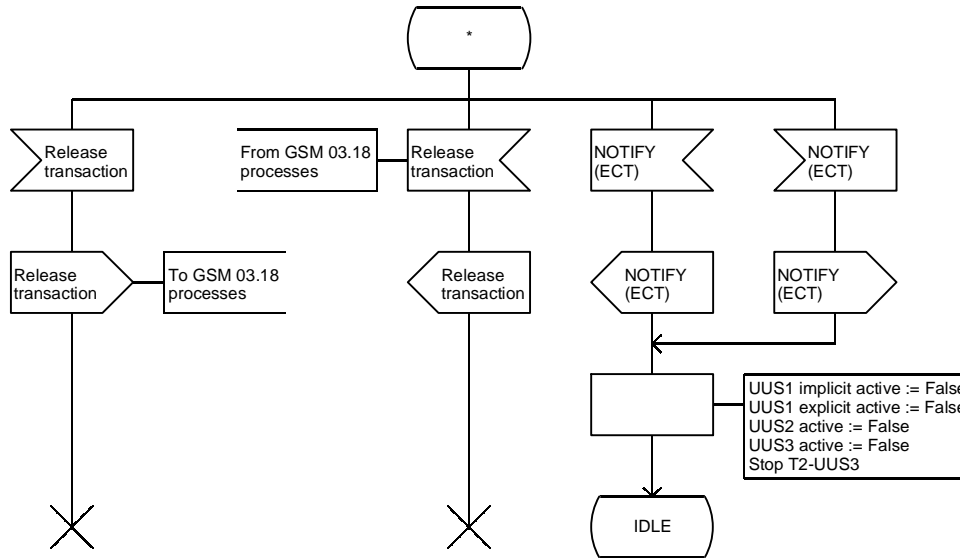 *
Release
transaction
From GSM 03.18
processes
Release
transaction
NOTIFY
(ECT)
NOTIFY
(ECT)
Release
transaction
To GSM 03.18
processes
Release
transaction
NOTIFY
(ECT)
NOTIFY
(ECT)
UUS1 implicit active := False
UUS1 explicit active := False
UUS2 active := False
UUS3 active := False
Stop T2-UUS3
IDLE